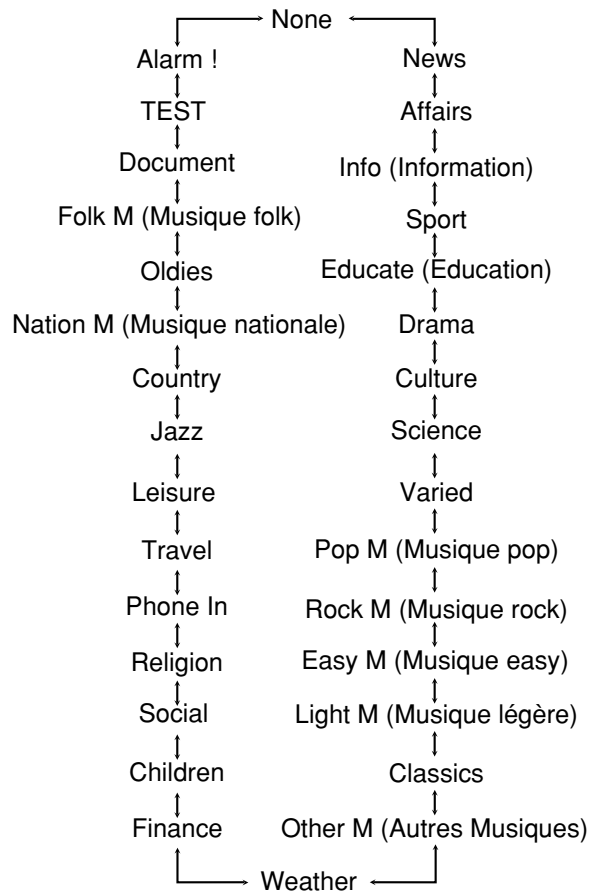 None
Alarm !
TEST
Document
Folk M (Musique folk)
Oldies
Nation M (Musique nationale)
Country
Jazz
Leisure
Travel
Phone In
Religion
Social
Children
Finance
News
Affairs
Info (Information)
Sport
Educate (Education)
Drama
Culture
Science
Varied
Pop M (Musique pop)
Rock M (Musique rock)
Easy M (Musique easy)
Light M (Musique légère)
Classics
Other M (Autres Musiques)
Weather